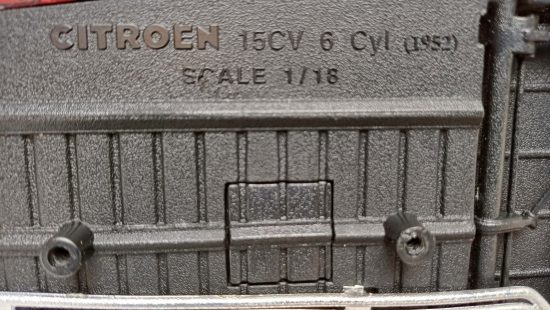 CITROEN 15CV 6 Cyl (1952)
SCALE 1/18